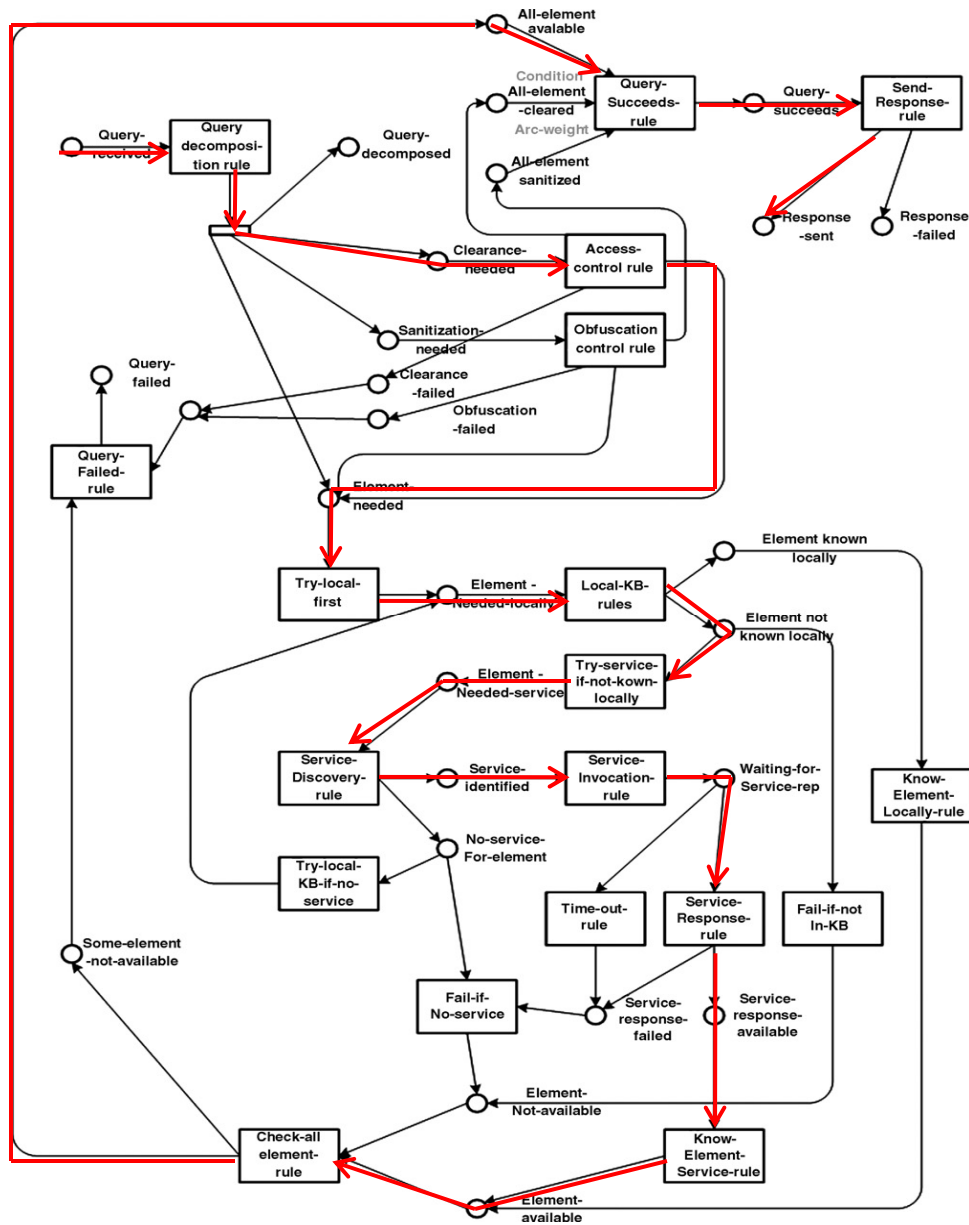 All-element
avalable
Condition
All-element
-cleared
Arc-weight
All-element
sanitized
Query-
Succeeds-
rule
Query-
succeeds
Send-
Response-
rule
Query-
received
Query
decomposi-
tion rule
Query-
decomposed
Response
-sent
Response
-failed
Clearance-
needed
Access-
control rule
Sanitization-
needed
Obfuscation
control rule
Query-
failed
Clearance
-failed
Obfuscation
-failed
Query-
Failed-
rule
Element-
needed
Try-local-
first
Element -
Needed-locally
Local-KB-
rules
Element known
locally
Element not
known locally
Element -
Needed-service
Try-service-
if-not-kown-
locally
Service-
Discovery-
rule
Service-
identified
Service-
Invocation-
rule
Waiting-for-
Service-rep
Know-
Element-
Locally-rule
No-service-
For-element
Try-local-
KB-if-no-
service
Time-out-
rule
Service-
Response-
rule
Fail-if-not
In-KB
Some-element
-not-available
Fail-if-
No-service
Service-
response-
failed
Service-
response-
available
Element-
Not-available
Check-all
element-
rule
Know-
Element-
Service-rule
Element-
available